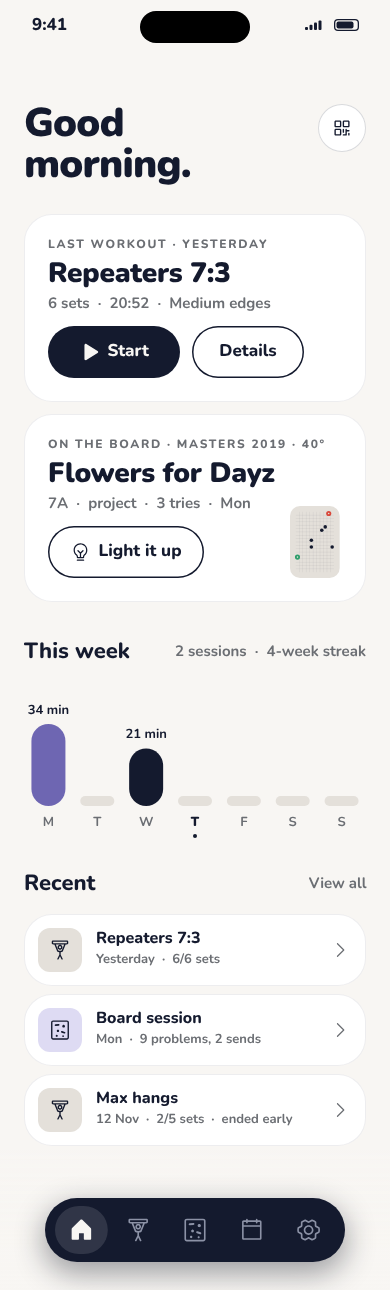 9:41
Good
morning.
LAST WORKOUT · YESTERDAY
Repeaters 7:3
6 sets · 20:52 · Medium edges
Start
Details
ON THE BOARD · MASTERS 2019 · 40°
Flowers for Dayz
7A · project · 3 tries · Mon
Light it up
This week
2 sessions · 4-week streak
34 min
21 min
M T W T F S S
Recent
View all
Repeaters 7:3
Yesterday · 6/6 sets
Board session
Mon · 9 problems, 2 sends
Max hangs
12 Nov · 2/5 sets · ended early